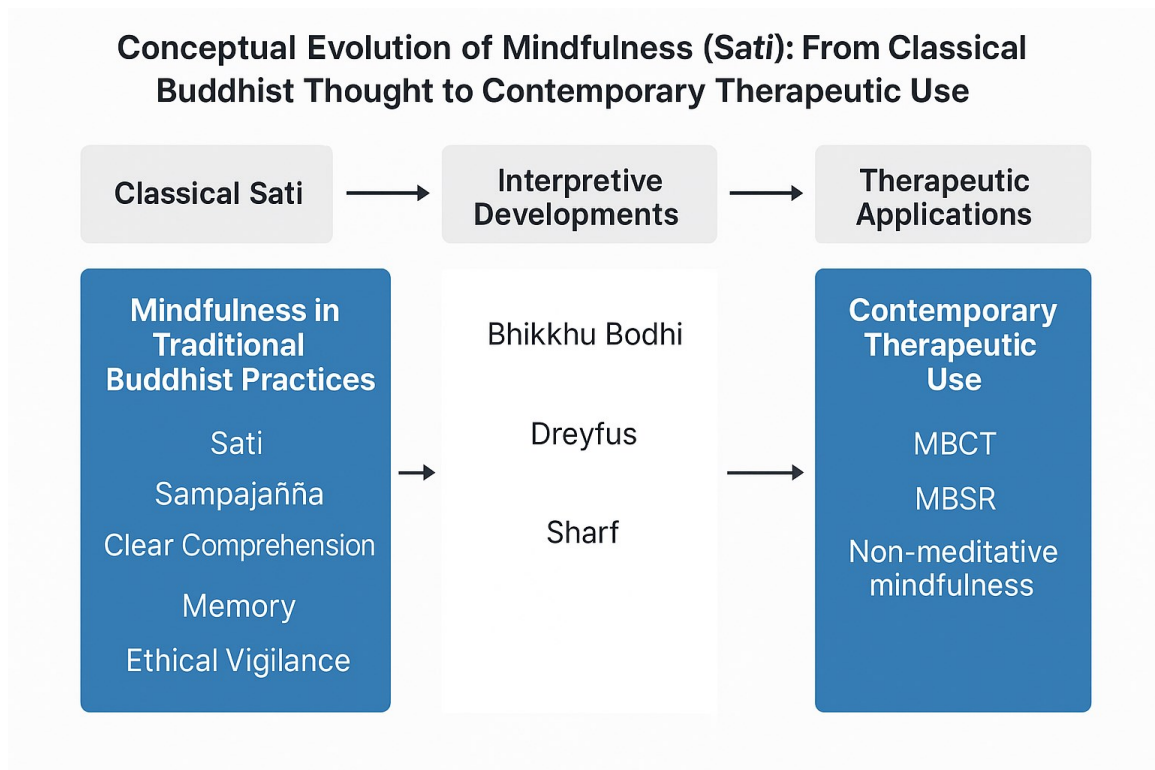 Conceptual Evolution of Mindfulness (Sati): From Classical
Buddhist Thought to Contemporary Therapeutic Use
Classical Sati
Interpretive
Developments
Therapeutic
Applications
Mindfulness in
Traditional
Buddhist Practices
Sati
Sampajañña
Clear Comprehension
Memory
Ethical Vigilance
Bhikkhu Bodhi
Dreyfus
Sharf
Contemporary
Therapeutic
Use
MBCT
MBSR
Non-meditative
mindfulness